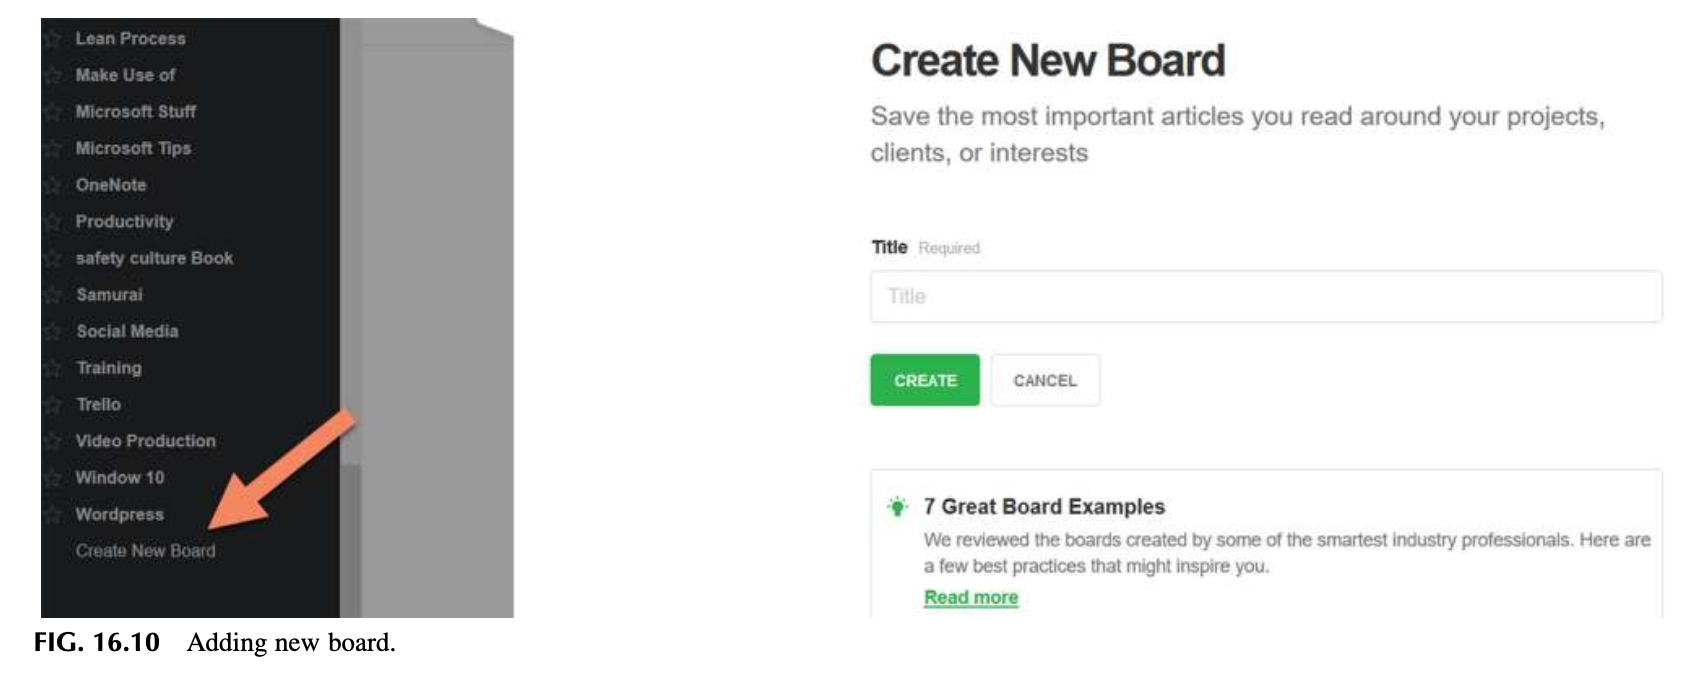 Lean Process
Make Use of
Microsoft Stuff
Microsoft Tips
OneNote
Productivity
safety culture Book
Samurai
Social Media
Training
Trello
Video Production
Window 10
Wordpress
Create New Board
Create New Board
Save the most important articles you read around your projects,
clients, or interests
Title Required
Title
CREATE CANCEL
7 Great Board Examples
We reviewed the boards created by some of the smartest industry professionals. Here are
a few best practices that might inspire you.
Read more
FIG. 16.10 Adding new board.